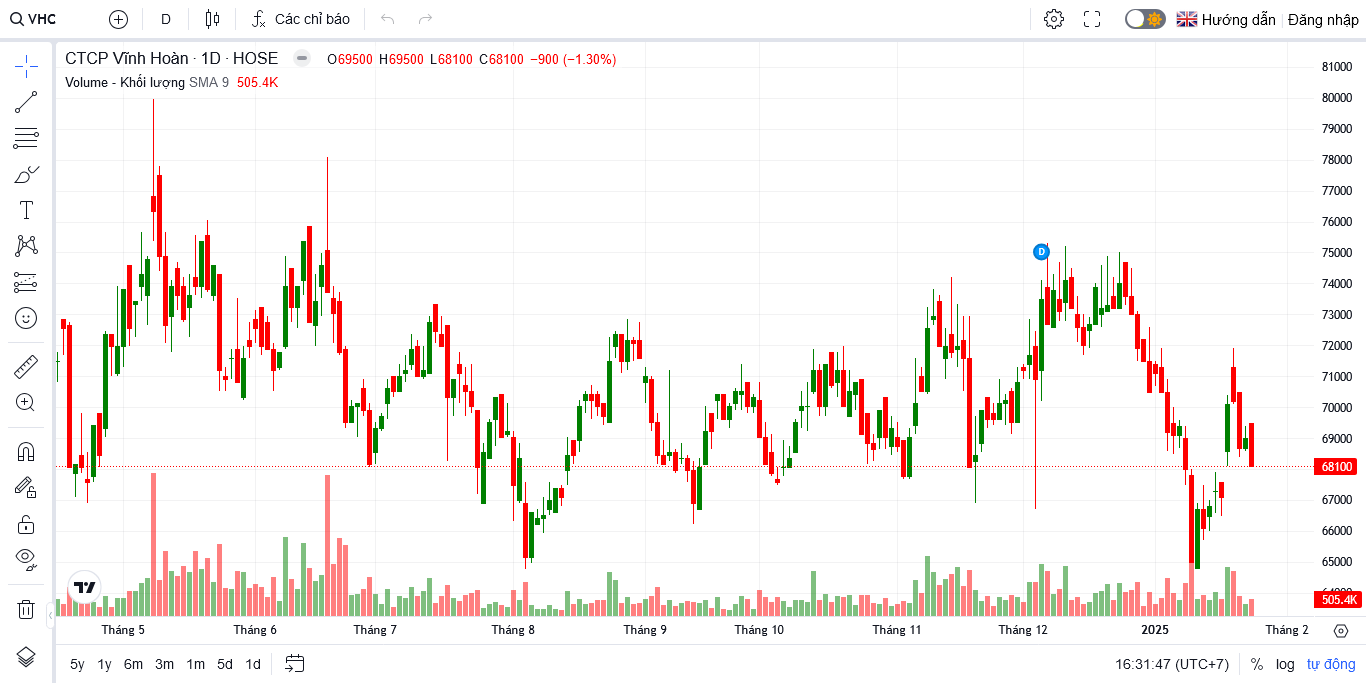 VHC D Các chỉ báo Hướng dẫn Đăng nhập
CTCP Vĩnh Hoàn · 1D · HOSE O69500 H69500 L68100 C68100 −900 (−1.30%)
Volume - Khối lượng SMA 9 505.4K
81000
80000
79000
78000
77000
76000
D
75000
74000
73000
72000
71000
70000
69000
68100
67000
66000
65000
64000
505.4K
Tháng 5 Tháng 6 Tháng 7 Tháng 8 Tháng 9 Tháng 10 Tháng 11 Tháng 12 2025 Tháng 2
5y 1y 6m 3m 1m 5d 1d 16:31:47 (UTC+7) % log tự động